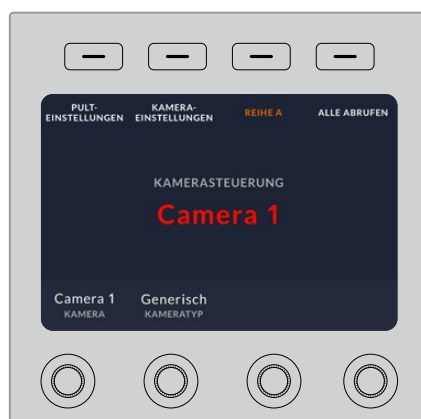 PULT-
EINSTELLUNGEN
KAMERA-
EINSTELLUNGEN
REIHE A
ALLE ABRUFEN
KAMERASTEUERUNG
Camera 1
Camera 1
KAMERA
Generisch
KAMERATYP